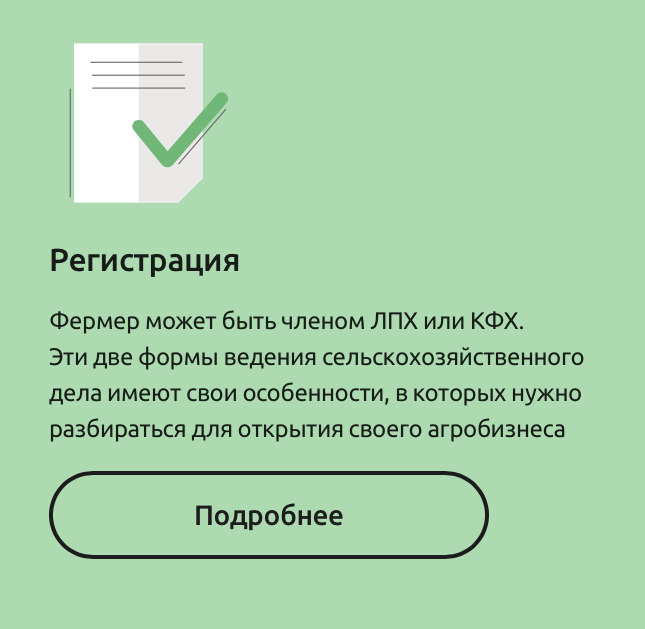 Регистрация
Фермер может быть членом ЛПХ или КФХ.
Эти две формы ведения сельскохозяйственного
дела имеют свои особенности, в которых нужно
разбираться для открытия своего агробизнеса
Подробнее